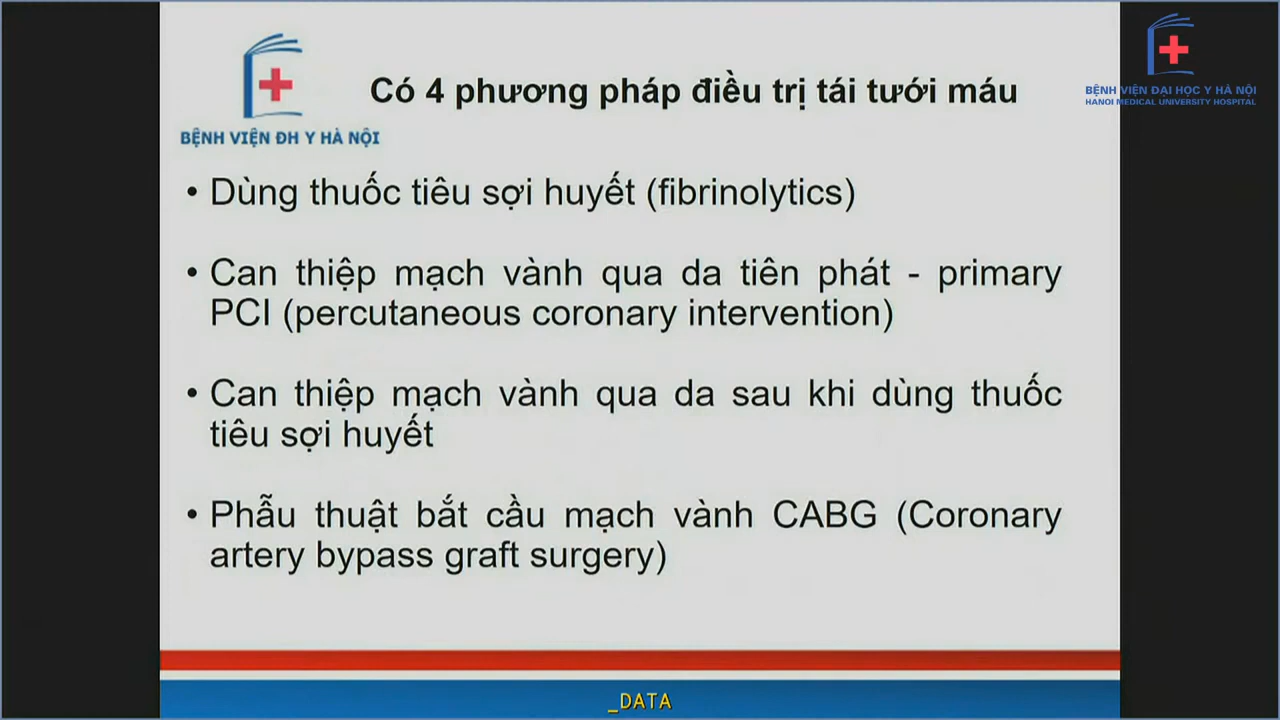 Có 4 phương pháp điều trị tái tưới máu
BỆNH VIỆN ĐH Y HÀ NỘI
BỆNH VIỆN ĐẠI HỌC Y HÀ NỘI
HANOI MEDICAL UNIVERSITY HOSPITAL
• Dùng thuốc tiêu sợi huyết (fibrinolytics)
• Can thiệp mạch vành qua da tiên phát - primary
PCI (percutaneous coronary intervention)
• Can thiệp mạch vành qua da sau khi dùng thuốc
tiêu sợi huyết
• Phẫu thuật bắt cầu mạch vành CABG (Coronary
artery bypass graft surgery)
_DATA